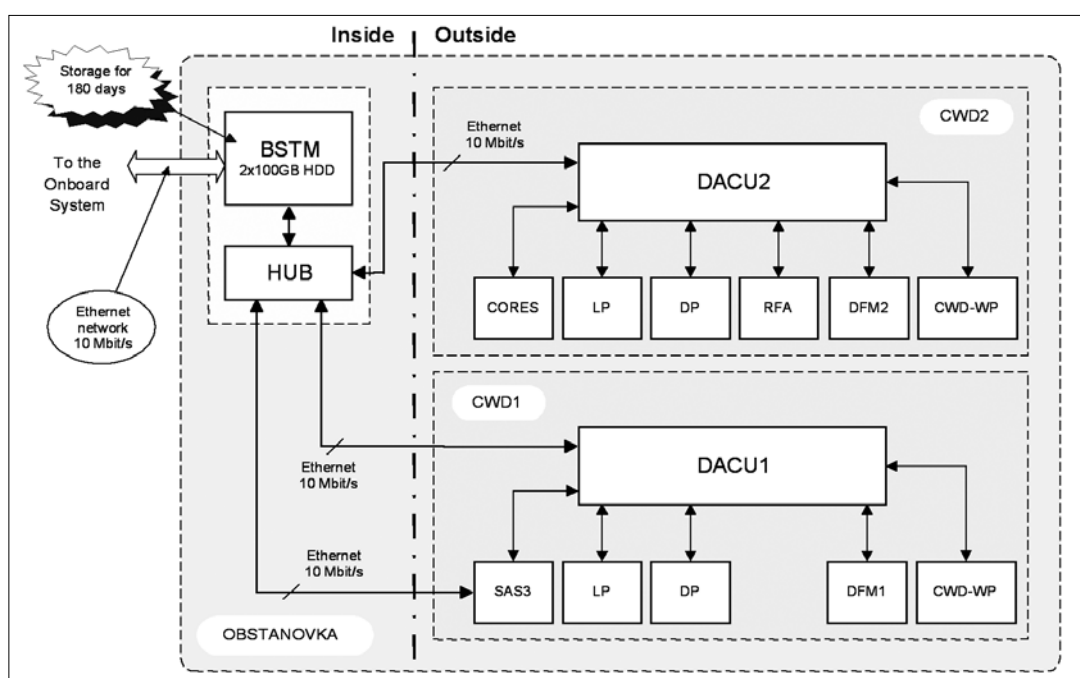 Inside
Outside
Storage for
180 days
BSTM
2x100GB HDD
To the
Onboard
System
HUB
Ethernet
network
10 Mbit/s
Ethernet
10 Mbit/s
CWD2
DACU2
CORES
LP
DP
RFA
DFM2
CWD-WP
CWD1
Ethernet
10 Mbit/s
DACU1
Ethernet
10 Mbit/s
SAS3
LP
DP
DFM1
CWD-WP
OBSTANOVKA